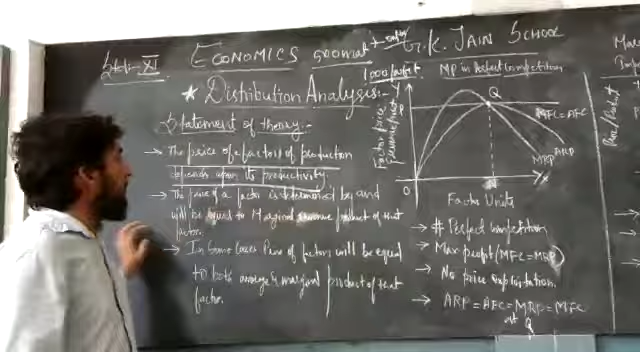 Std:- XI
ECONOMICS
G.K. JAIN SCHOOL
MP in Perfect Competition
★ Distribution Analysis:-
Statement of theory:-
→ The price of a factor of production
depends upon its productivity.
→ The price of a factor is determined by and
will be equal to Marginal revenue product of that
factor.
→ In some cases Price of factors will be equal
to both average & marginal product of that
factor.
Y
Factor price
Q
MFC=AFC
ARP
MRP
X
O
Factor Units
→ # Perfect Competition
→ Max profit (MFC=MRP)
→ No price exploitation.
→ ARP = AFC = MRP = MFC
at Q